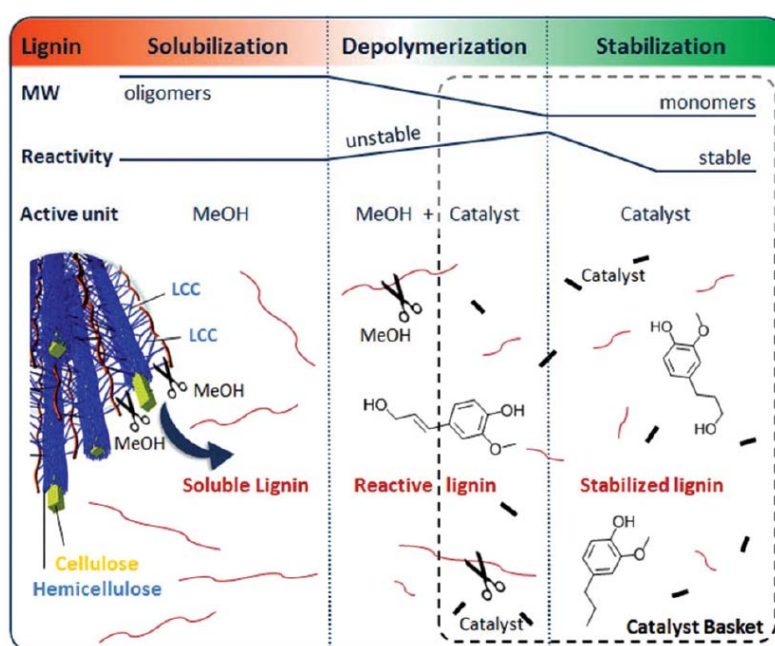 Lignin Solubilization Depolymerization Stabilization
MW oligomers monomers
unstable
Reactivity stable
Active unit MeOH MeOH + Catalyst Catalyst
LCC
LCC
MeOH
MeOH
Soluble Lignin
Cellulose
Hemicellulose
MeOH
HO
OH
O
Reactive lignin
Catalyst
Catalyst
HO
O
HO
Stabilized lignin
OH
O
Catalyst Basket